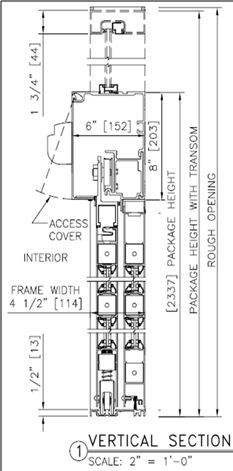 1 3/4" [44]
6" [152]
8" [203]
[2337] PACKAGE HEIGHT
PACKAGE HEIGHT WITH TRANSOM
ROUGH OPENING
ACCESS
COVER
INTERIOR
FRAME WIDTH
4 1/2" [114]
1/2" [13]
1 VERTICAL SECTION
SCALE: 2" = 1'-0"